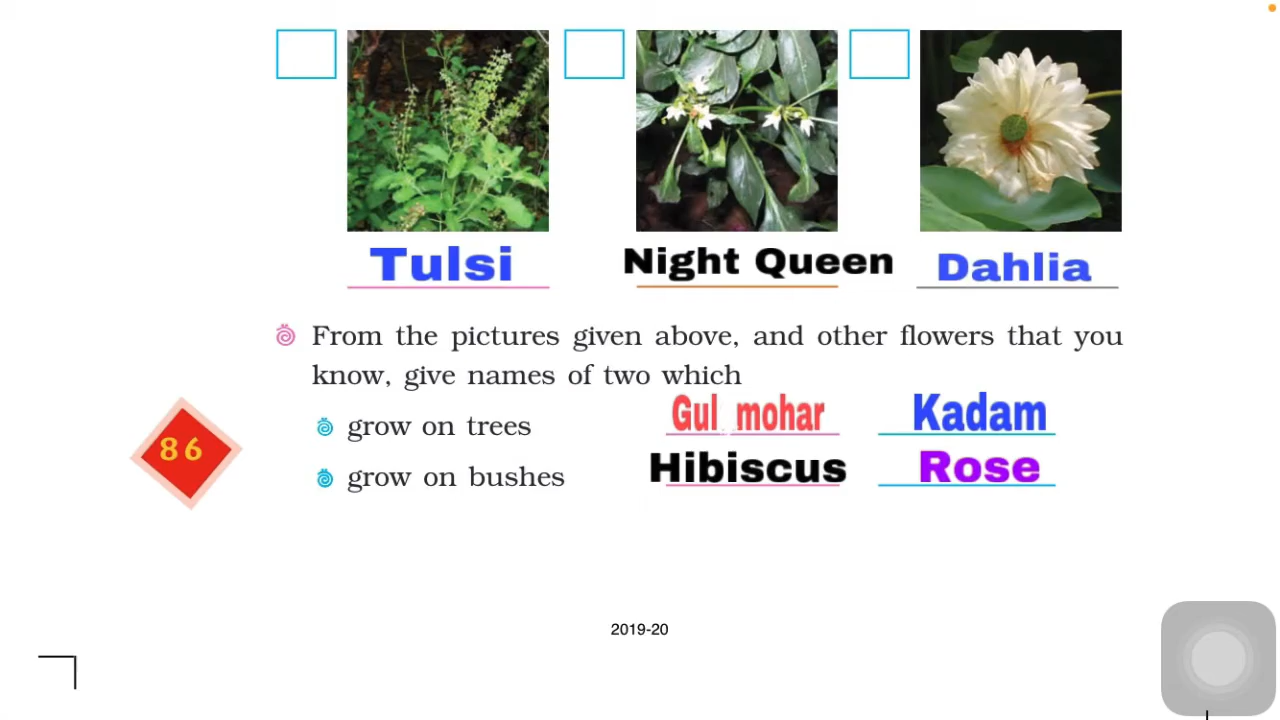 Tulsi Night Queen Dahlia
From the pictures given above, and other flowers that you
know, give names of two which
grow on trees Gul mohar Kadam
86
grow on bushes Hibiscus Rose
2019-20